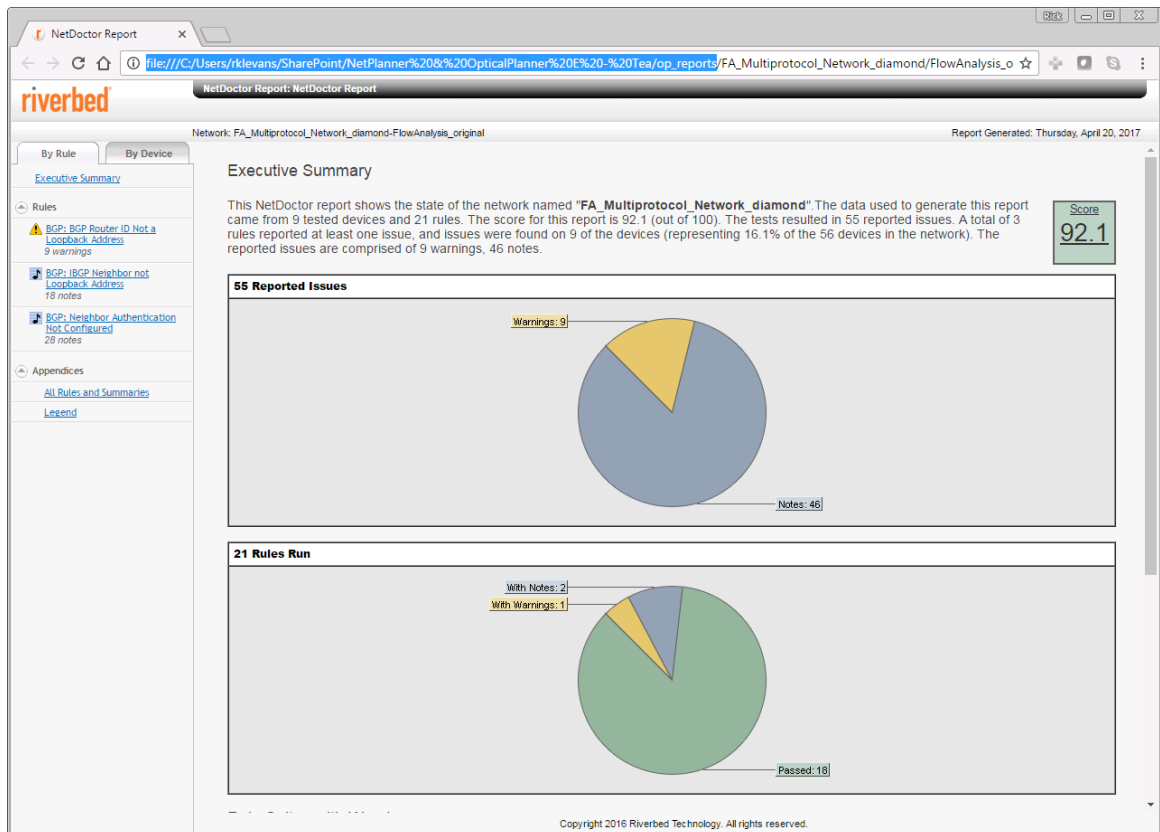 Rick
NetDoctor Report
file:///C:/Users/rklevans/SharePoint/NetPlanner%20&%20OpticalPlanner%20E%20-%20Tea/op_reports/FA_Multiprotocol_Network_diamond/FlowAnalysis_o
riverbed
NetDoctor Report: NetDoctor Report
Network: FA_Multiprotocol_Network_diamond-FlowAnalysis_original
Report Generated: Thursday, April 20, 2017
By Rule
By Device
Executive Summary
Rules
BGP: BGP Router ID Not a
Loopback Address
9 warnings
BGP: IBGP Neighbor not
Loopback Address
18 notes
BGP: Neighbor Authentication
Not Configured
28 notes
Appendices
All Rules and Summaries
Legend
Executive Summary
This NetDoctor report shows the state of the network named "FA_Multiprotocol_Network_diamond".The data used to generate this report
came from 9 tested devices and 21 rules. The score for this report is 92.1 (out of 100). The tests resulted in 55 reported issues. A total of 3
rules reported at least one issue, and issues were found on 9 of the devices (representing 16.1% of the 56 devices in the network). The
reported issues are comprised of 9 warnings, 46 notes.
Score
92.1
55 Reported Issues
Warnings: 9
Notes: 46
21 Rules Run
With Notes: 2
With Warnings: 1
Passed: 18
Copyright 2016 Riverbed Technology. All rights reserved.